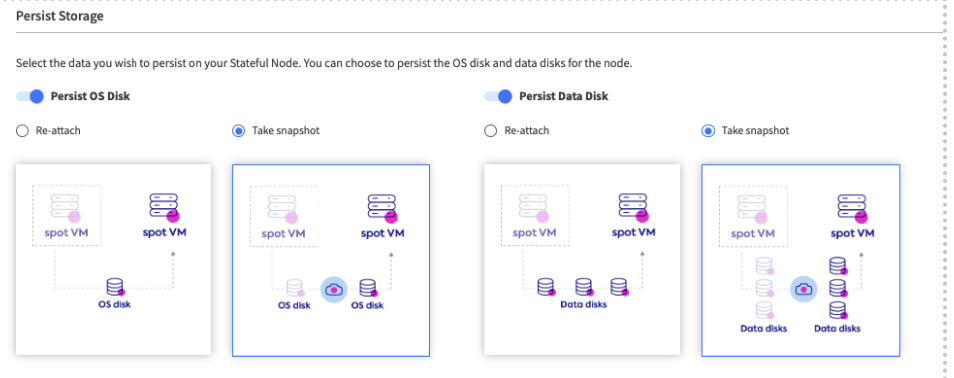 Persist Storage
Select the data you wish to persist on your Stateful Node. You can choose to persist the OS disk and data disks for the node.
Persist OS Disk
Persist Data Disk
Re-attach
Take snapshot
Re-attach
Take snapshot
spot VM
spot VM
OS disk
spot VM
spot VM
OS disk
OS disk
spot VM
spot VM
Data disks
spot VM
spot VM
Data disks
Data disks